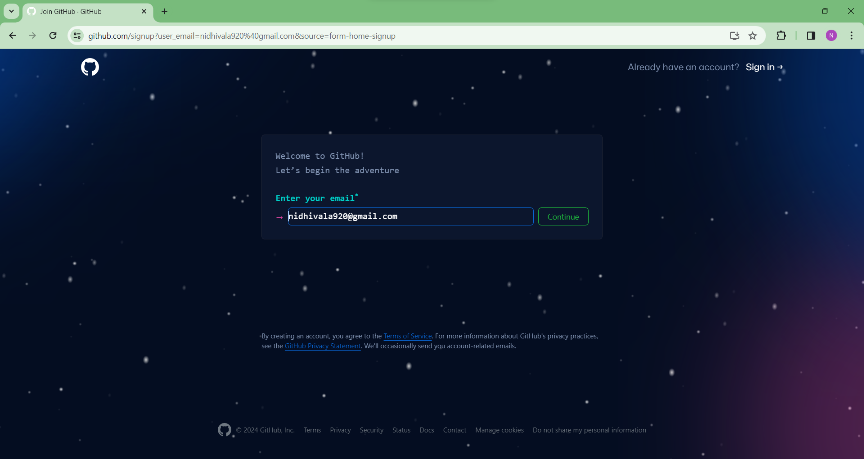 Join GitHub · GitHub
github.com/signup?user_email=nidhivala920%40gmail.com&source=form-home-signup
N
Already have an account? Sign in →
Welcome to GitHub!
Let's begin the adventure
Enter your email*
→ nidhivala920@gmail.com Continue
By creating an account, you agree to the Terms of Service. For more information about GitHub's privacy practices,
see the GitHub Privacy Statement. We'll occasionally send you account-related emails.
© 2024 GitHub, Inc. Terms Privacy Security Status Docs Contact Manage cookies Do not share my personal information